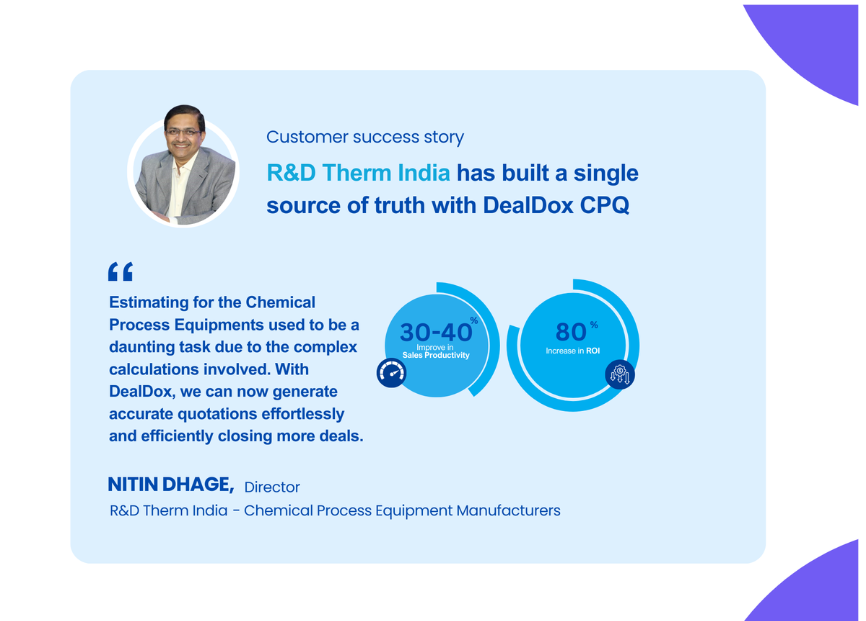 Customer success story
R&D Therm India has built a single
source of truth with DealDox CPQ
“
Estimating for the Chemical
Process Equipments used to be a
daunting task due to the complex
calculations involved. With
DealDox, we can now generate
accurate quotations effortlessly
and efficiently closing more deals.
30-40%
Improve in
Sales Productivity
80%
Increase in ROI
NITIN DHAGE, Director
R&D Therm India - Chemical Process Equipment Manufacturers